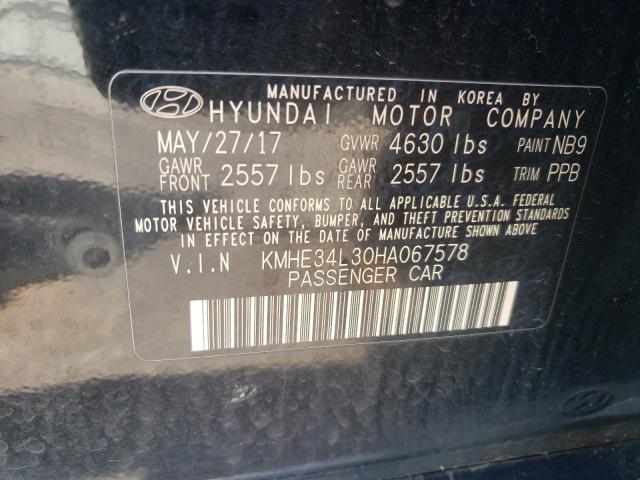 MANUFACTURED IN KOREA BY
HYUNDAI MOTOR COMPANY
MAY/27/17 GVWR 4630 lbs PAINT NB9
GAWR FRONT 2557 lbs GAWR REAR 2557 lbs TRIM PPB
THIS VEHICLE CONFORMS TO ALL APPLICABLE U.S.A. FEDERAL
MOTOR VEHICLE SAFETY, BUMPER, AND THEFT PREVENTION STANDARDS
IN EFFECT ON THE DATE OF MANUFACTURE SHOWN ABOVE
V.I.N KMHE34L30HA067578
PASSENGER CAR